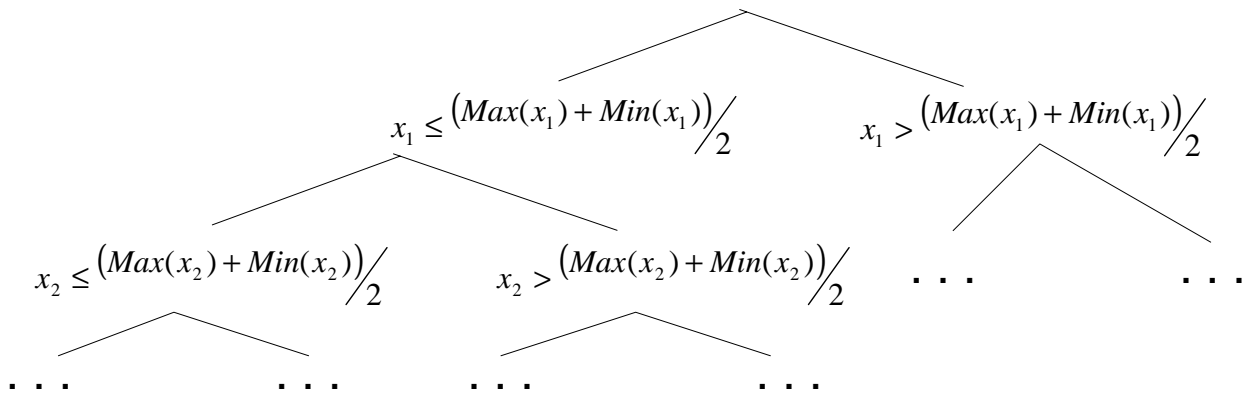 x₁ ≤ (Max(x₁) + Min(x₁))/2 x₁ > (Max(x₁) + Min(x₁))/2
x₂ ≤ (Max(x₂) + Min(x₂))/2 x₂ > (Max(x₂) + Min(x₂))/2 . . . . . .
. . . . . . . . . . . .